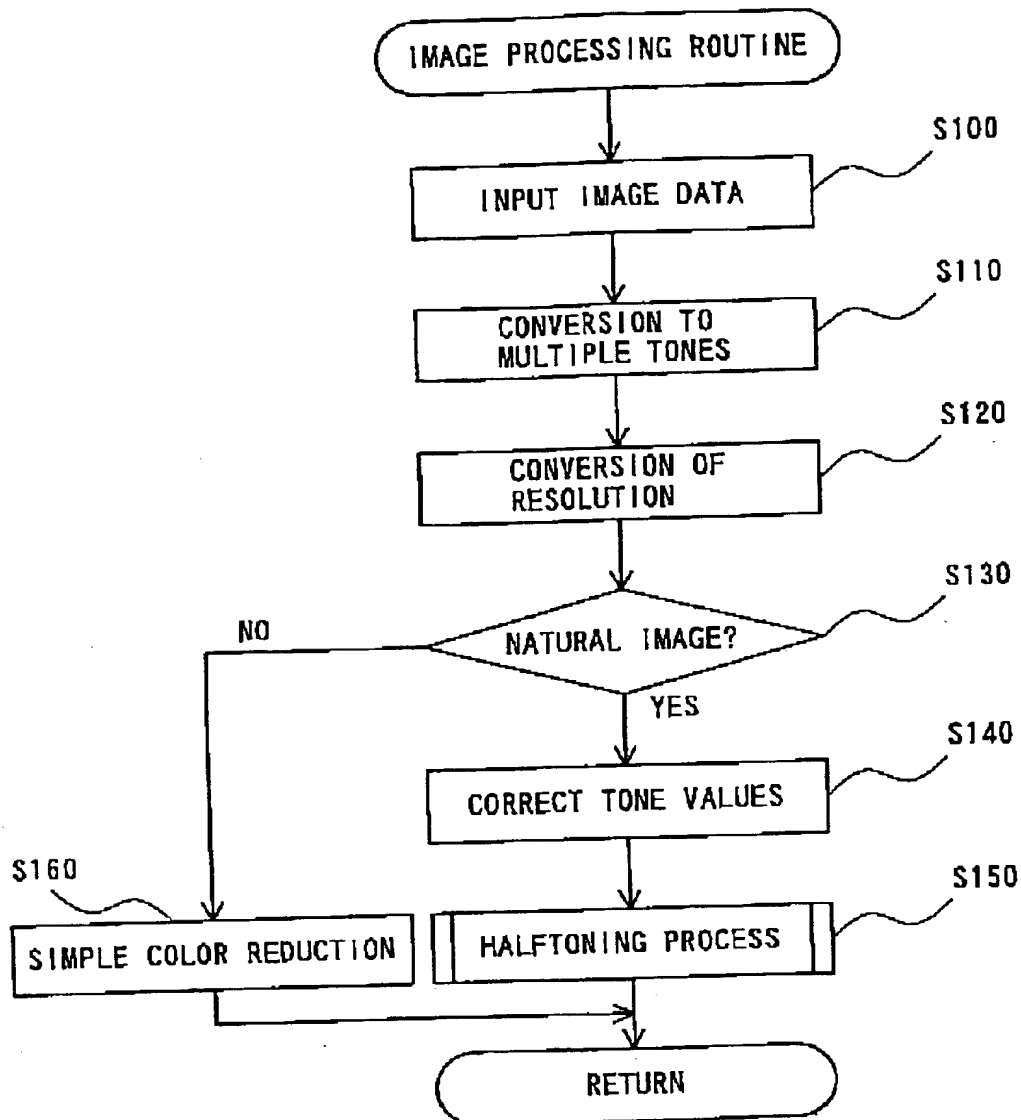 IMAGE PROCESSING ROUTINE
S100
INPUT IMAGE DATA
S110
CONVERSION TO
MULTIPLE TONES
S120
CONVERSION OF
RESOLUTION
S130
NO
NATURAL IMAGE?
YES
S140
CORRECT TONE VALUES
S160
S150
SIMPLE COLOR REDUCTION
HALFTONING PROCESS
RETURN